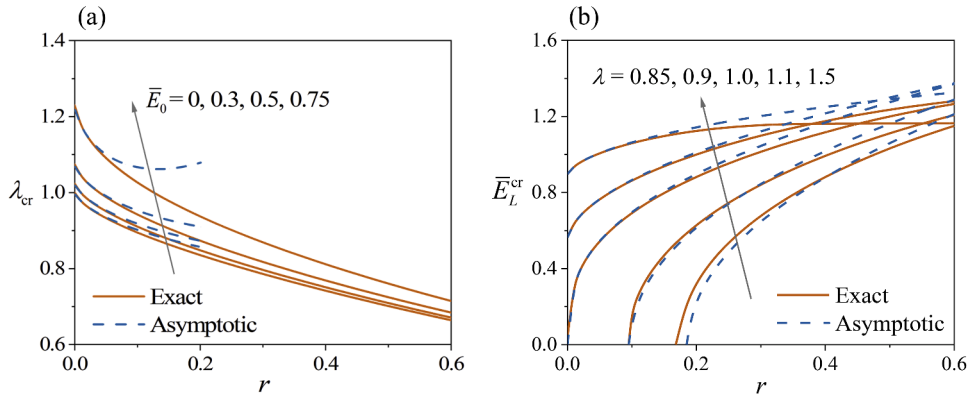 (a)
1.4
1.2
1.0
0.8
0.6
λcr
E̅0 = 0, 0.3, 0.5, 0.75
Exact
Asymptotic
0.0 0.2 0.4 0.6
r
(b)
1.6
1.2
0.8
0.4
0.0
E̅Lcr
λ = 0.85, 0.9, 1.0, 1.1, 1.5
Exact
Asymptotic
0.0 0.2 0.4 0.6
r